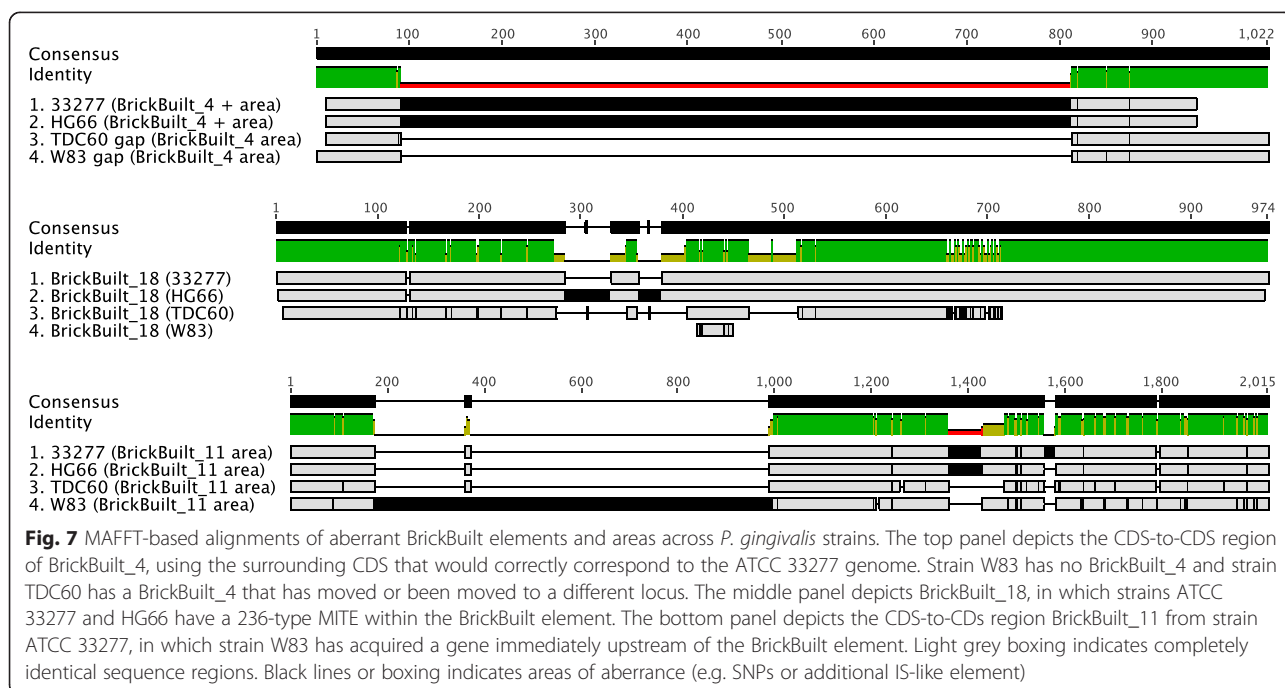 1 100 200 300 400 500 600 700 800 900 1,022
Consensus
Identity
1. 33277 (BrickBuilt_4 + area)
2. HG66 (BrickBuilt_4 + area)
3. TDC60 gap (BrickBuilt_4 area)
4. W83 gap (BrickBuilt_4 area)
1 100 200 300 400 500 600 700 800 900 974
Consensus
Identity
1. BrickBuilt_18 (33277)
2. BrickBuilt_18 (HG66)
3. BrickBuilt_18 (TDC60)
4. BrickBuilt_18 (W83)
1 200 400 600 800 1,000 1,200 1,400 1,600 1,800 2,015
Consensus
Identity
1. 33277 (BrickBuilt_11 area)
2. HG66 (BrickBuilt_11 area)
3. TDC60 (BrickBuilt_11 area)
4. W83 (BrickBuilt_11 area)
Fig. 7 MAFFT-based alignments of aberrant BrickBuilt elements and areas across P. gingivalis strains. The top panel depicts the CDS-to-CDS region
of BrickBuilt_4, using the surrounding CDS that would correctly correspond to the ATCC 33277 genome. Strain W83 has no BrickBuilt_4 and strain
TDC60 has a BrickBuilt_4 that has moved or been moved to a different locus. The middle panel depicts BrickBuilt_18, in which strains ATCC
33277 and HG66 have a 236-type MITE within the BrickBuilt element. The bottom panel depicts the CDS-to-CDs region BrickBuilt_11 from strain
ATCC 33277, in which strain W83 has acquired a gene immediately upstream of the BrickBuilt element. Light grey boxing indicates completely
identical sequence regions. Black lines or boxing indicates areas of aberrance (e.g. SNPs or additional IS-like element)